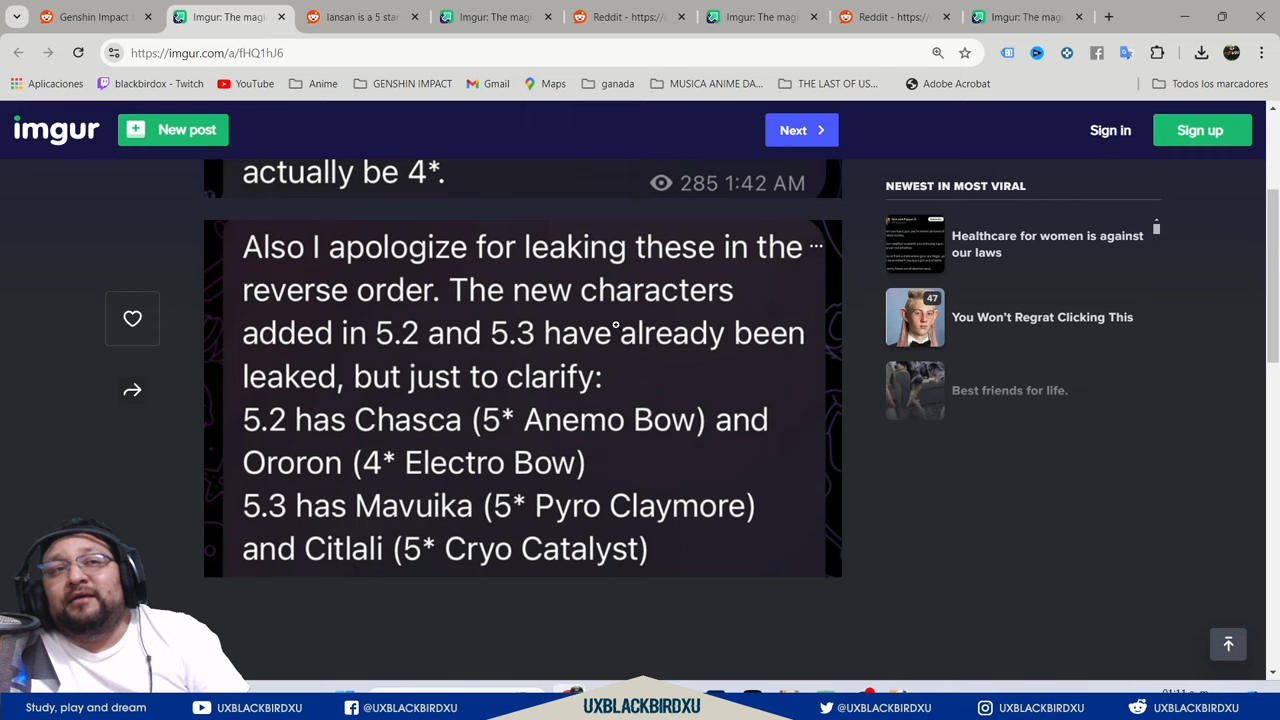 Genshin Impact
Imgur: The magi
Iansan is a 5 star
Imgur: The mag
Reddit - https://
Imgur: The mag
Reddit - https://
Imgur: The mag
https://imgur.com/a/fHQ1hJ6
Aplicaciones
blackbirdox - Twitch
YouTube
Anime
GENSHIN IMPACT
Gmail
Maps
ganada
MUSICA ANIME DA...
THE LAST OF US...
Adobe Acrobat
Todos los marcadores
imgur
New post
Next
Sign in
Sign up
actually be 4*.
285 1:42 AM
Also I apologize for leaking these in the
reverse order. The new characters
added in 5.2 and 5.3 have already been
leaked, but just to clarify:
5.2 has Chasca (5* Anemo Bow) and
Ororon (4* Electro Bow)
5.3 has Mavuika (5* Pyro Claymore)
and Citlali (5* Cryo Catalyst)
NEWEST IN MOST VIRAL
Healthcare for women is against
our laws
47
You Won't Regrat Clicking This
Best friends for life.
Study, play and dream
UXBLACKBIRDXU
@UXBLACKBIRDXU
UXBLACKBIRDXU
@UXBLACKBIRDXU
UXBLACKBIRDXU
UXBLACKBIRDXU